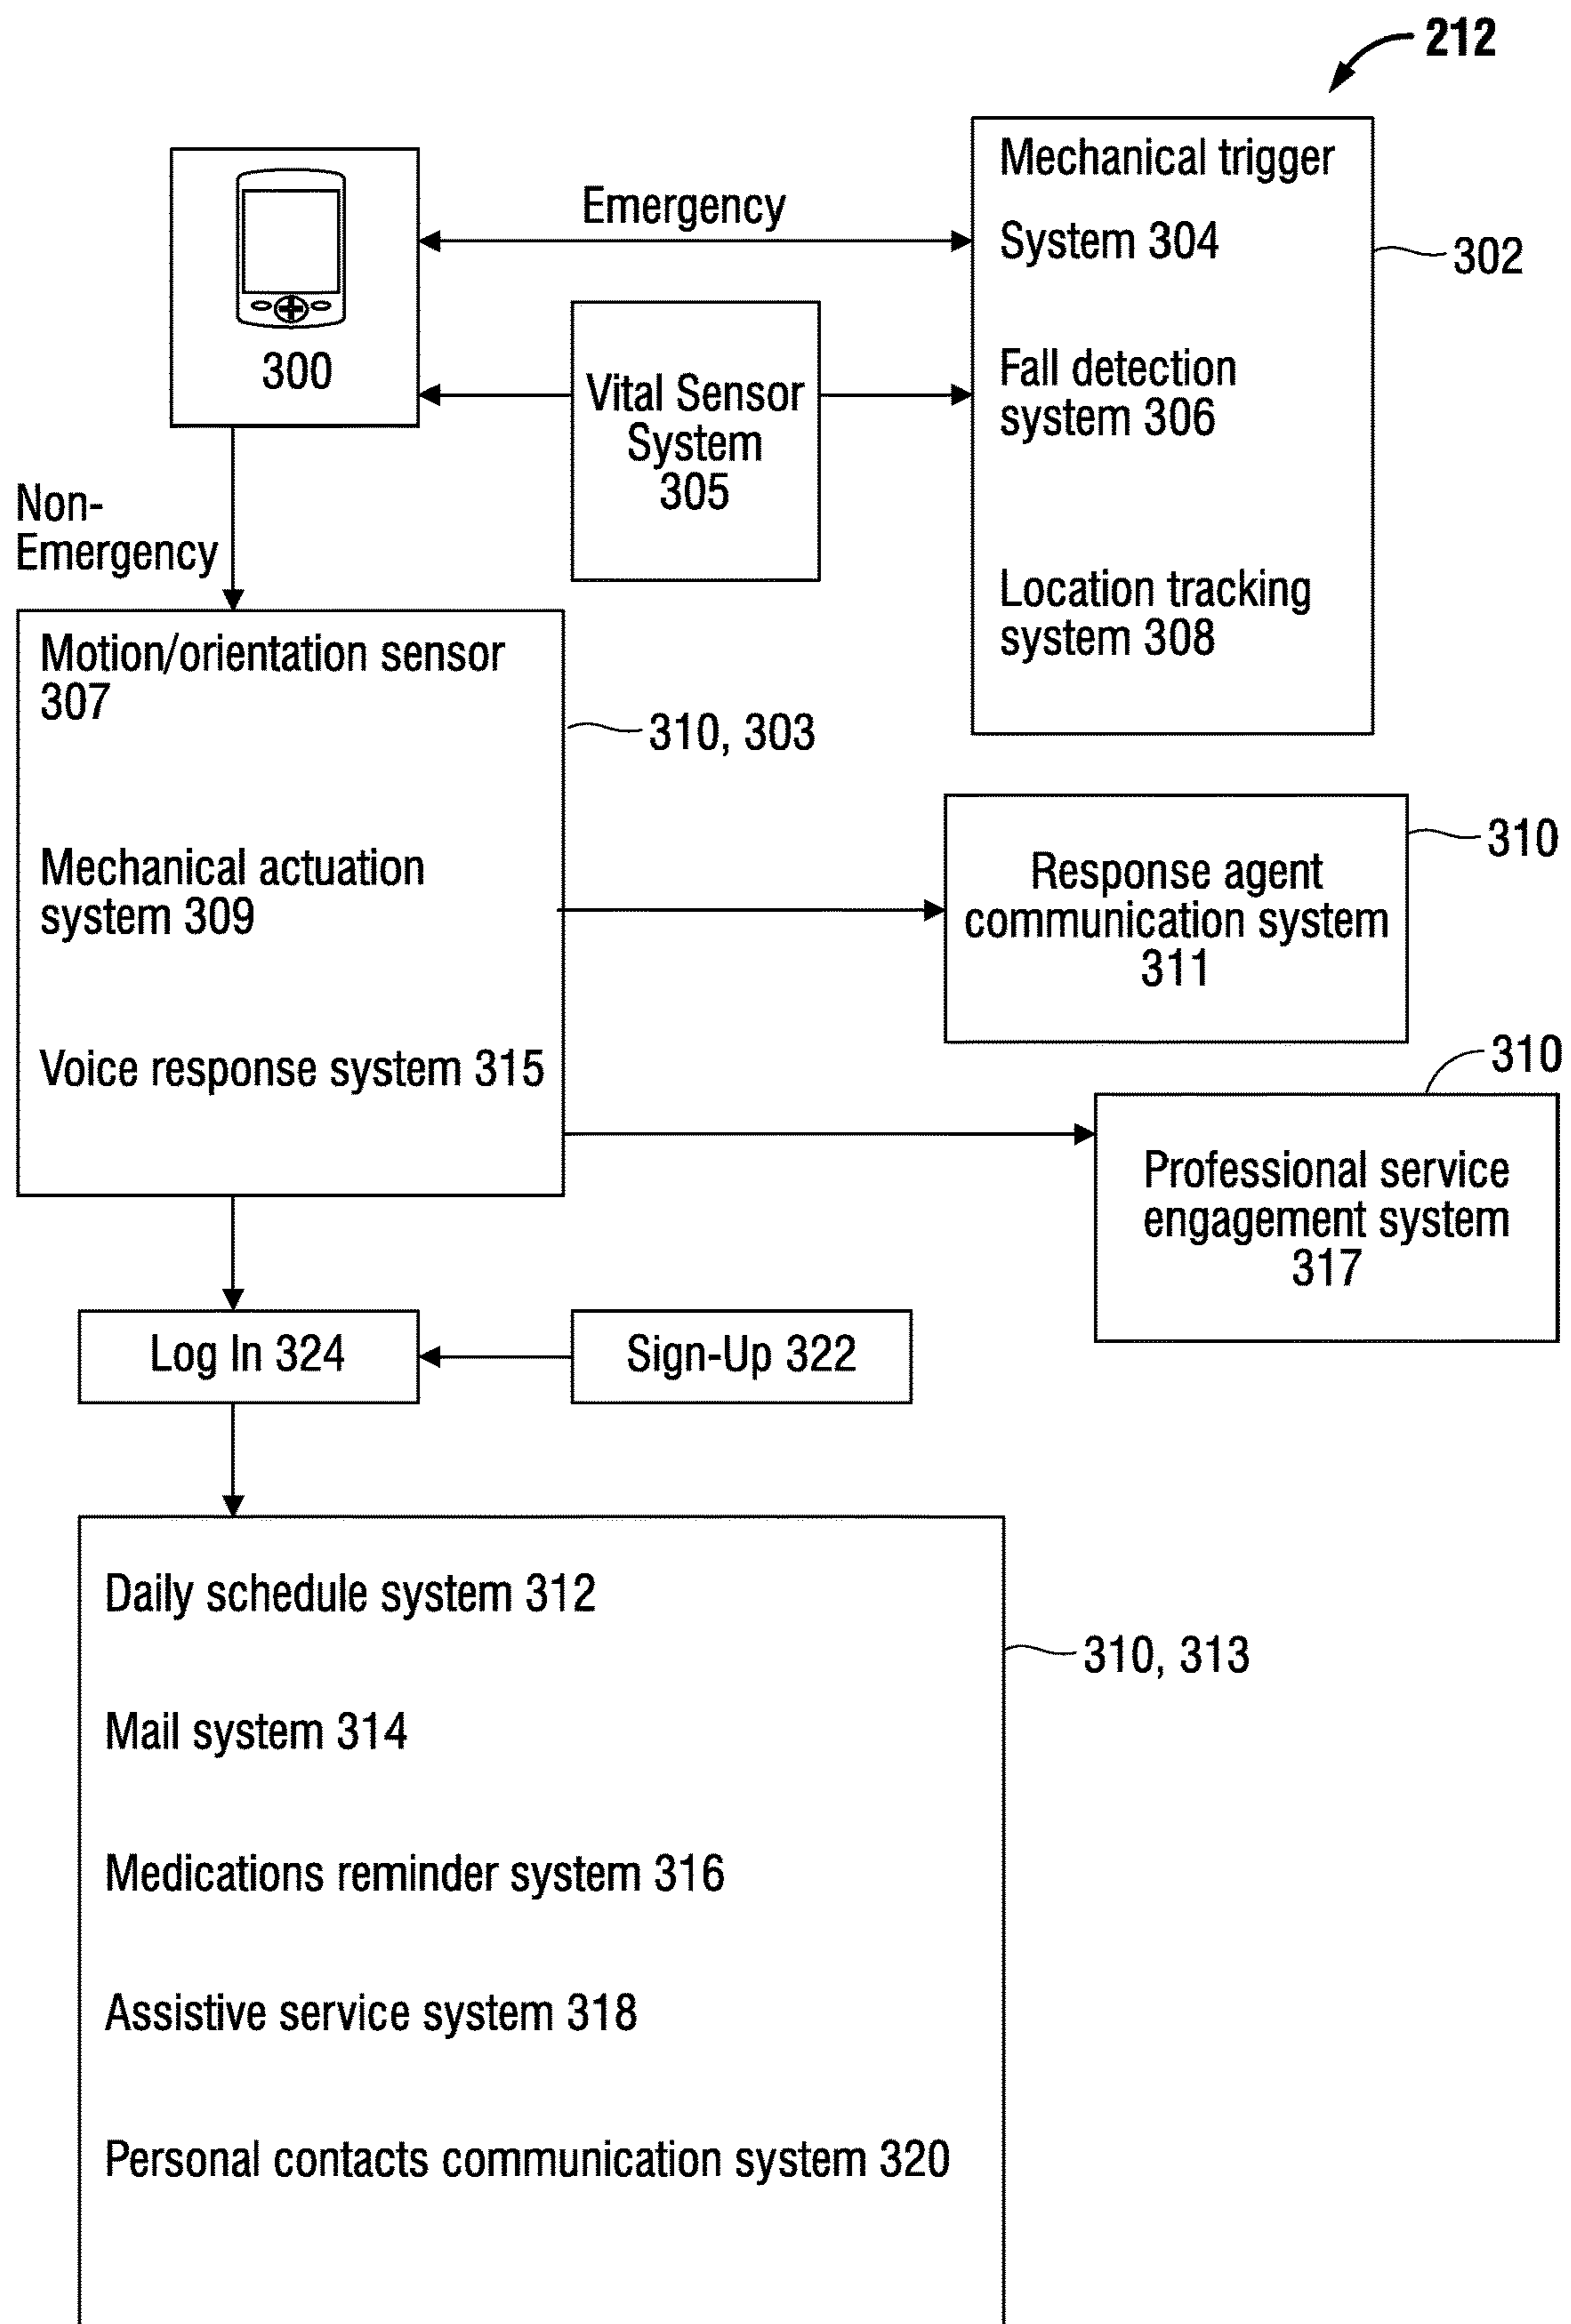 212
Mechanical trigger
System 304
Fall detection
system 306
Location tracking
system 308
302
Emergency
300
Vital Sensor
System
305
Non-
Emergency
Motion/orientation sensor
307
Mechanical actuation
system 309
Voice response system 315
310, 303
Response agent
communication system
311
310
310
Professional service
engagement system
317
Log In 324
Sign-Up 322
Daily schedule system 312
Mail system 314
Medications reminder system 316
Assistive service system 318
Personal contacts communication system 320
310, 313